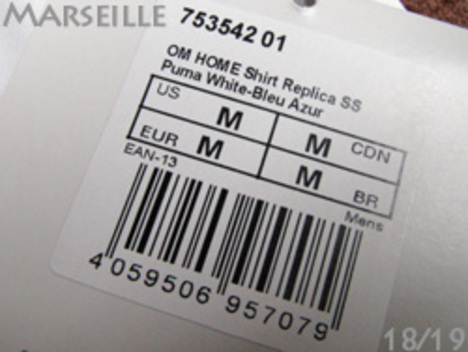 MARSEILLE
753542 01
OM HOME Shirt Replica SS
Puma White-Bleu Azur
US M M CDN
EUR M M BR
EAN-13 Mens
4 059506 957079
18/19